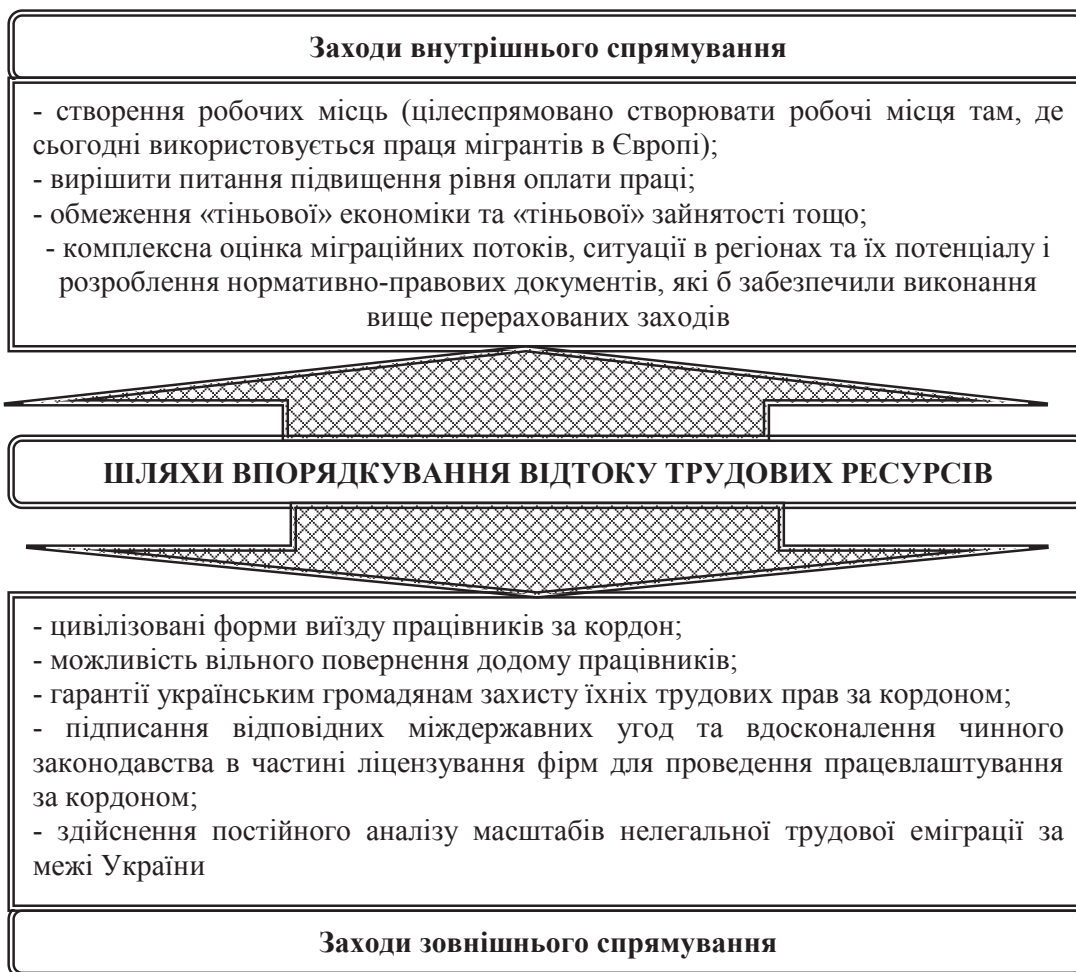 Заходи внутрішнього спрямування
- створення робочих місць (цілеспрямовано створювати робочі місця там, де
сьогодні використовується праця мігрантів в Європі);
- вирішити питання підвищення рівня оплати праці;
- обмеження «тіньової» економіки та «тіньової» зайнятості тощо;
- комплексна оцінка міграційних потоків, ситуації в регіонах та їх потенціалу і
розроблення нормативно-правових документів, які б забезпечили виконання
вище перерахованих заходів
ШЛЯХИ ВПОРЯДКУВАННЯ ВІДТОКУ ТРУДОВИХ РЕСУРСІВ
- цивілізовані форми виїзду працівників за кордон;
- можливість вільного повернення додому працівників;
- гарантії українським громадянам захисту їхніх трудових прав за кордоном;
- підписання відповідних міждержавних угод та вдосконалення чинного
законодавства в частині ліцензування фірм для проведення працевлаштування
за кордоном;
- здійснення постійного аналізу масштабів нелегальної трудової еміграції за
межі України
Заходи зовнішнього спрямування